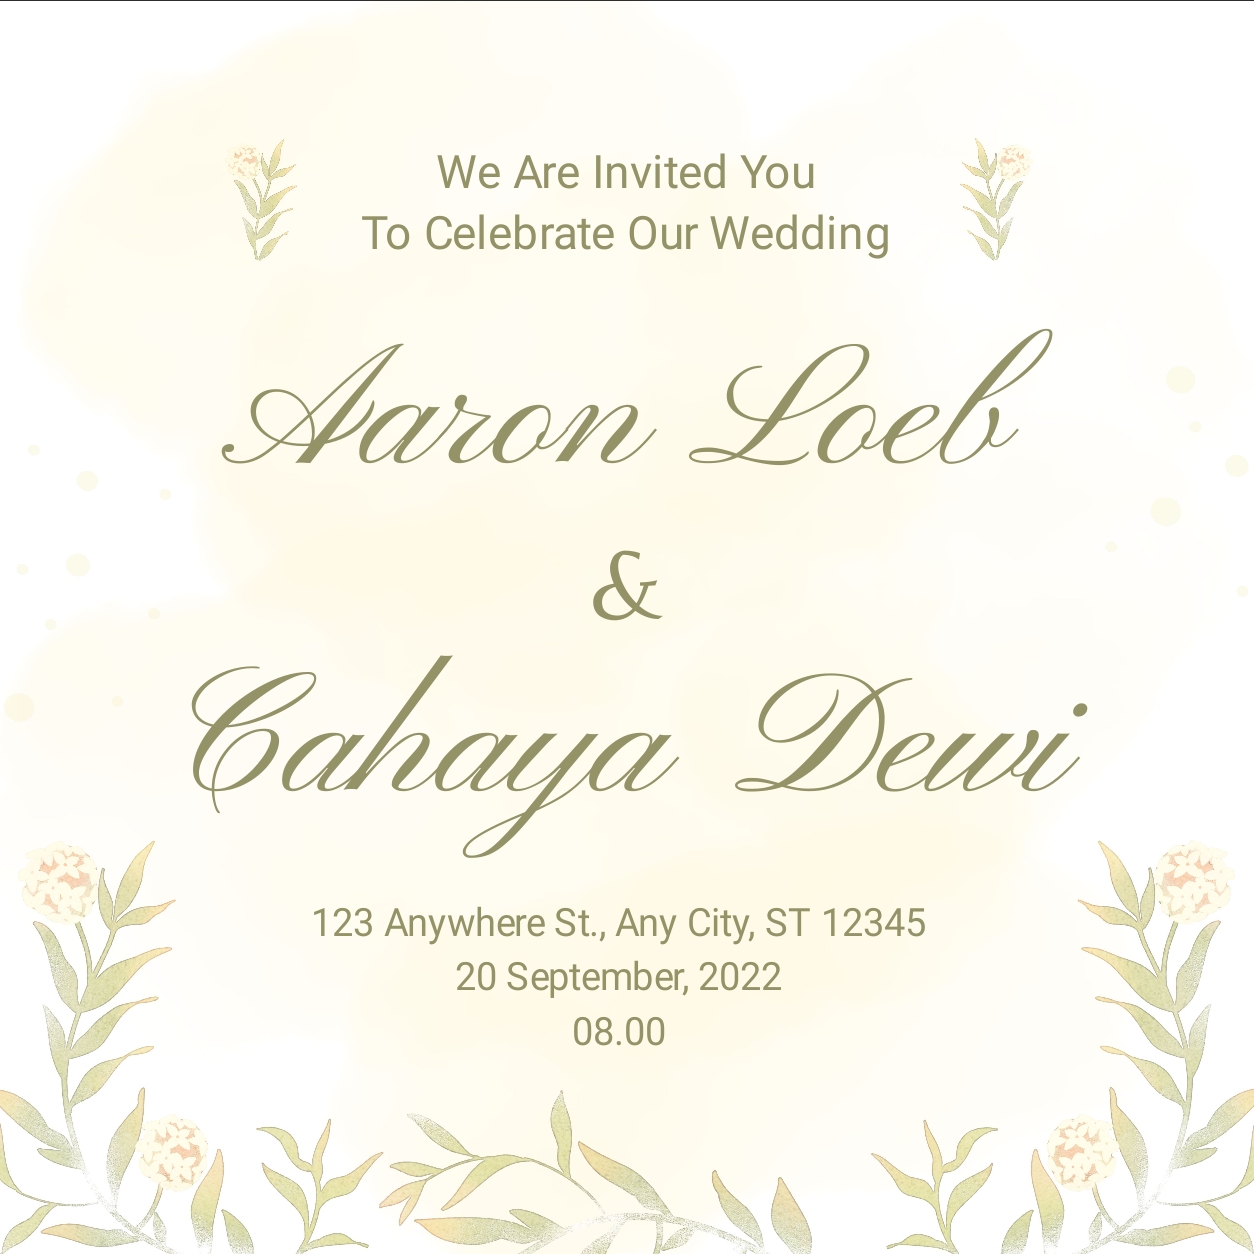 We Are Invited You
To Celebrate Our Wedding
Aaron Loeb
&
Cahaya Dewi
123 Anywhere St., Any City, ST 12345
20 September, 2022
08.00